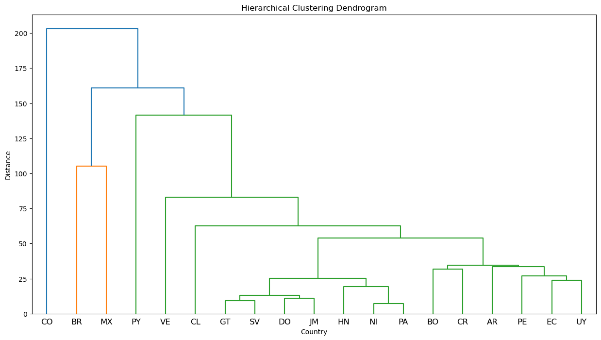 Hierarchical Clustering Dendrogram
200
175
150
125
100
75
50
25
0
Distance
CO BR MX PY VE CL GT SV DO JM HN NI PA BO CR AR PE EC UY
Country